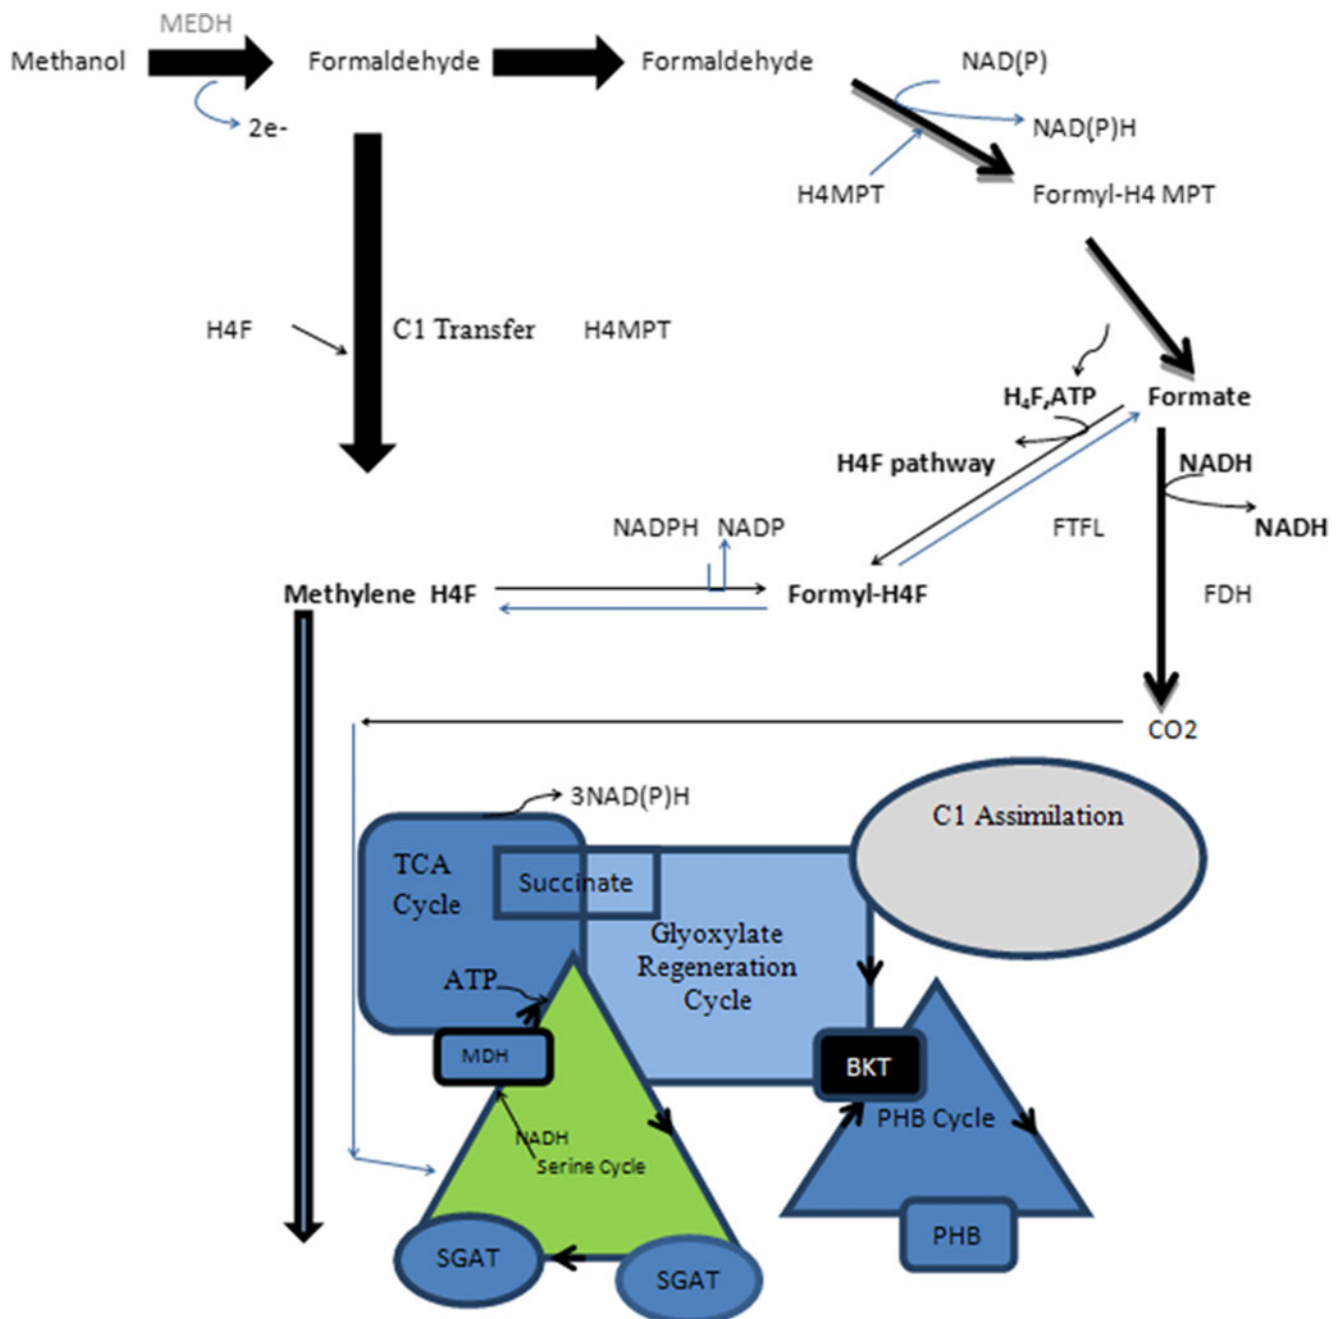 MEDH
Methanol
Formaldehyde
Formaldehyde
NAD(P)
2e-
NAD(P)H
H4MPT
Formyl-H4 MPT
H4F
C1 Transfer
H4MPT
H₄F,ATP
Formate
H4F pathway
NADH
NADPH
NADP
FTFL
NADH
Methylene H4F
Formyl-H4F
FDH
CO2
3NAD(P)H
C1 Assimilation
TCA
Cycle
Succinate
Glyoxylate
Regeneration
Cycle
ATP
MDH
BKT
PHB Cycle
NADH
Serine Cycle
PHB
SGAT
SGAT